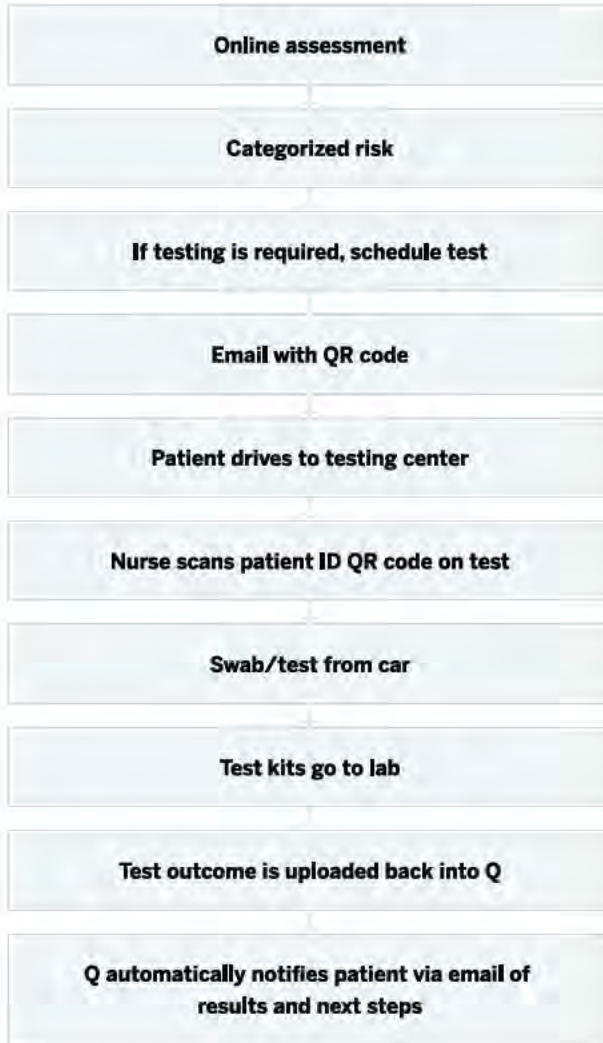 Online assessment
Categorized risk
If testing is required, schedule test
Email with QR code
Patient drives to testing center
Nurse scans patient ID QR code on test
Swab/test from car
Test kits go to lab
Test outcome is uploaded back into Q
Q automatically notifies patient via email of
results and next steps